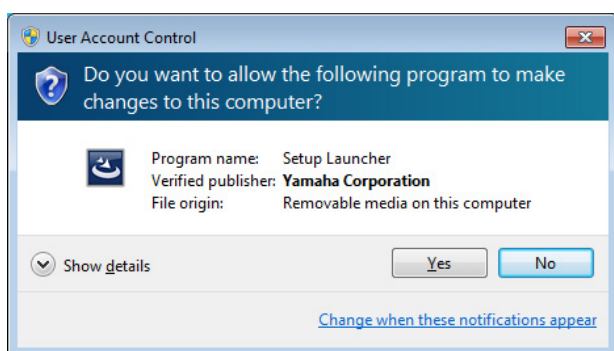 User Account Control
Do you want to allow the following program to make
changes to this computer?
Program name: Setup Launcher
Verified publisher: Yamaha Corporation
File origin: Removable media on this computer
Show details
Yes No
Change when these notifications appear